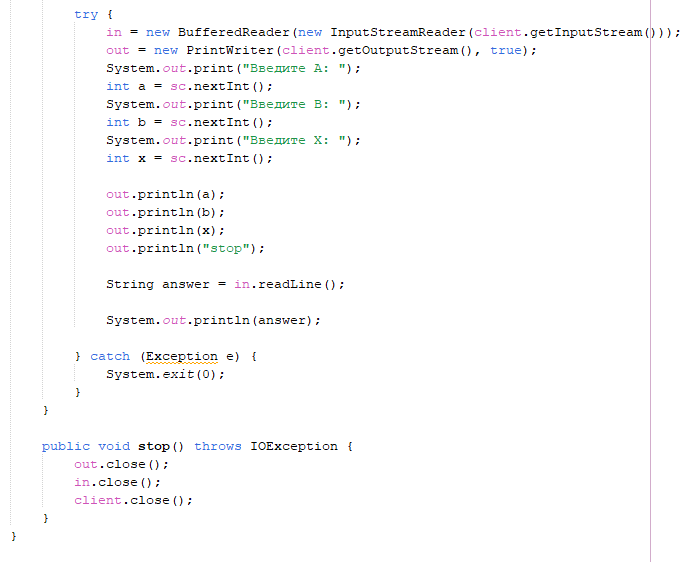 try {
in = new BufferedReader(new InputStreamReader(client.getInputStream()));
out = new PrintWriter(client.getOutputStream(), true);
System.out.print("Введите A: ");
int a = sc.nextInt();
System.out.print("Введите B: ");
int b = sc.nextInt();
System.out.print("Введите X: ");
int x = sc.nextInt();
out.println(a);
out.println(b);
out.println(x);
out.println("stop");
String answer = in.readLine();
System.out.println(answer);
} catch (Exception e) {
System.exit(0);
}
}
public void stop() throws IOException {
out.close();
in.close();
client.close();
}
}